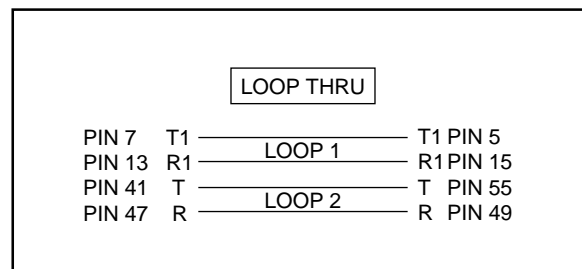 LOOP THRU
PIN 7 T1 T1 PIN 5
LOOP 1
PIN 13 R1 R1 PIN 15
PIN 41 T T PIN 55
LOOP 2
PIN 47 R R PIN 49